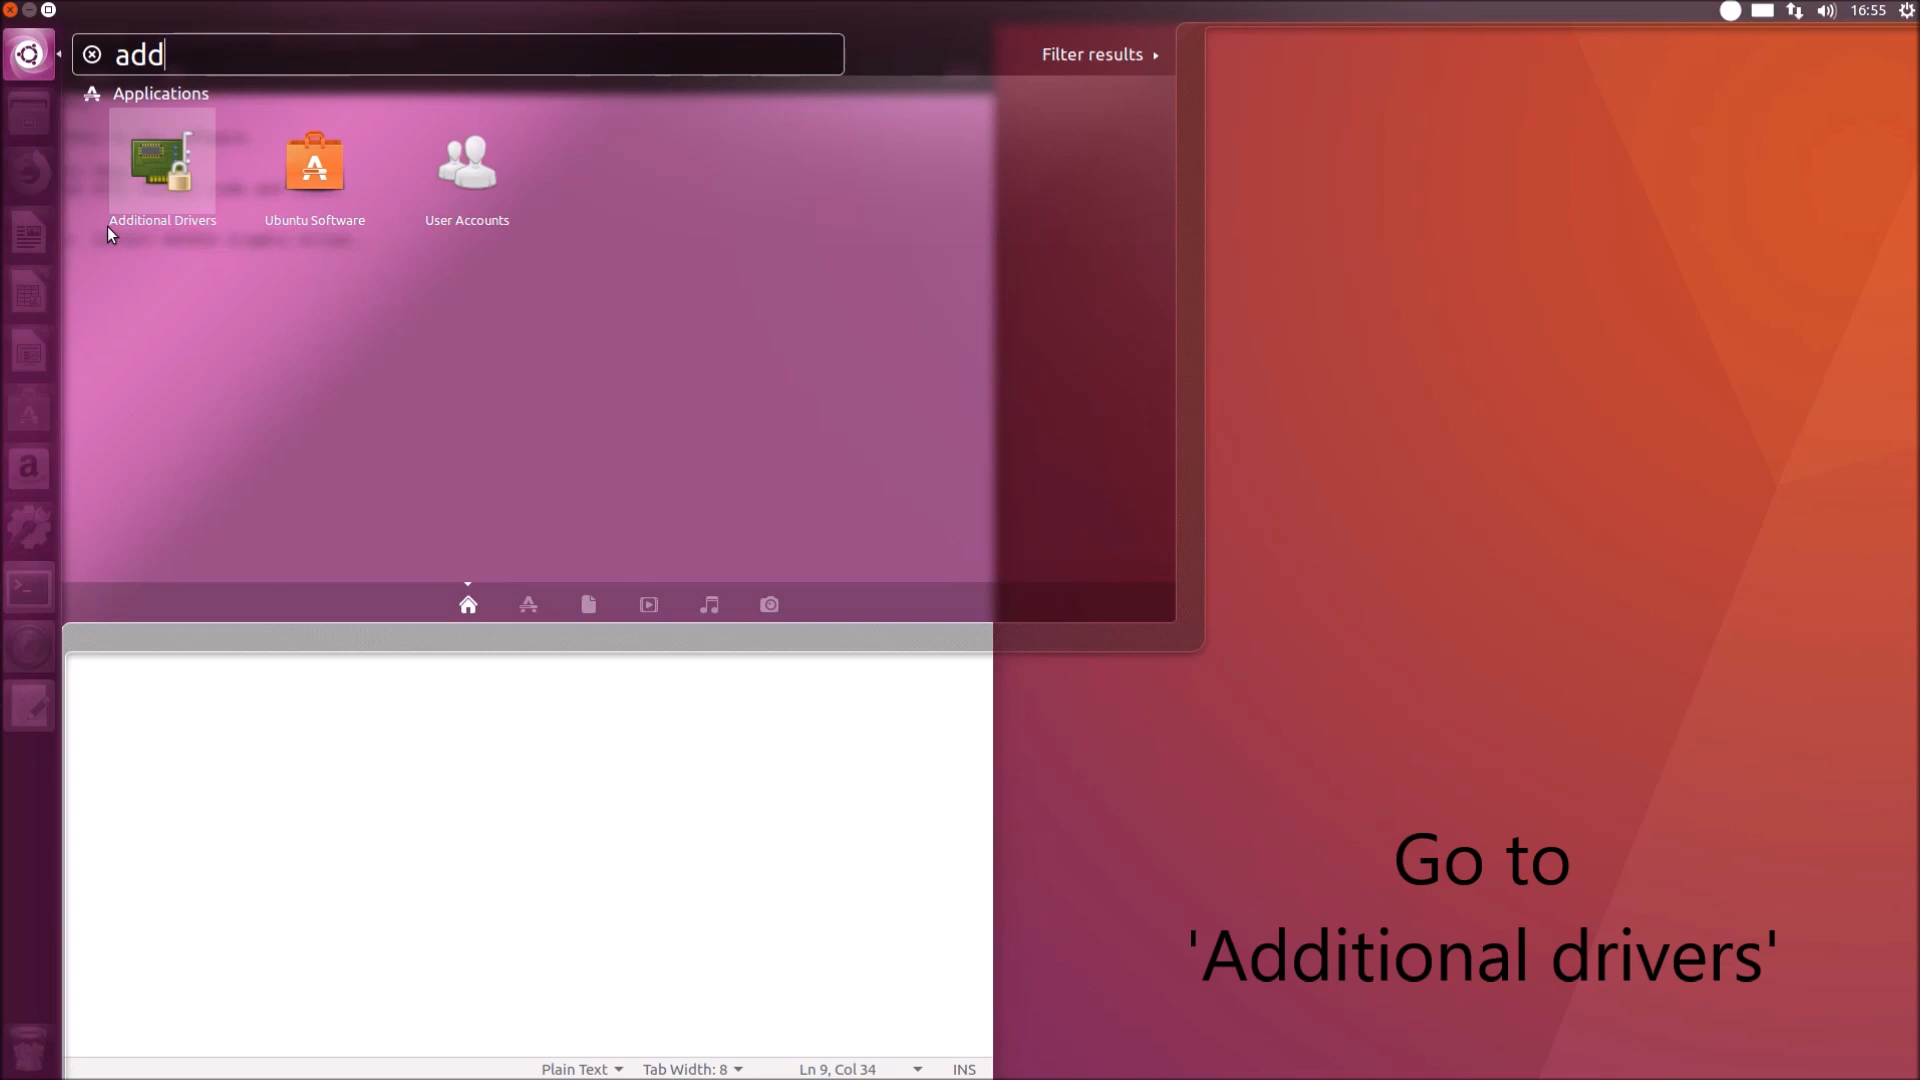 16:55
add
Filter results
Applications
Additional Drivers
Ubuntu Software
User Accounts
Go to
'Additional drivers'
Plain Text
Tab Width: 8
Ln 9, Col 34
INS